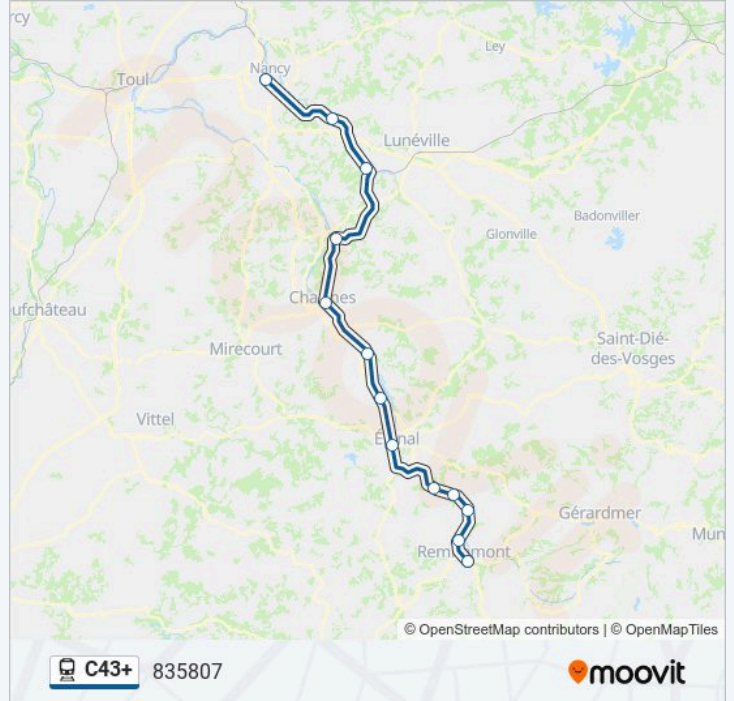 rcy
Ley
Nancy
Toul
Lunéville
Badonviller
Glonville
ufchâteau
Mirecourt
Saint-Dié-
des-Vosges
Vittel
Gérardmer
Mun
© OpenStreetMap contributors | © OpenMapTiles
C43+ 835807 moovit